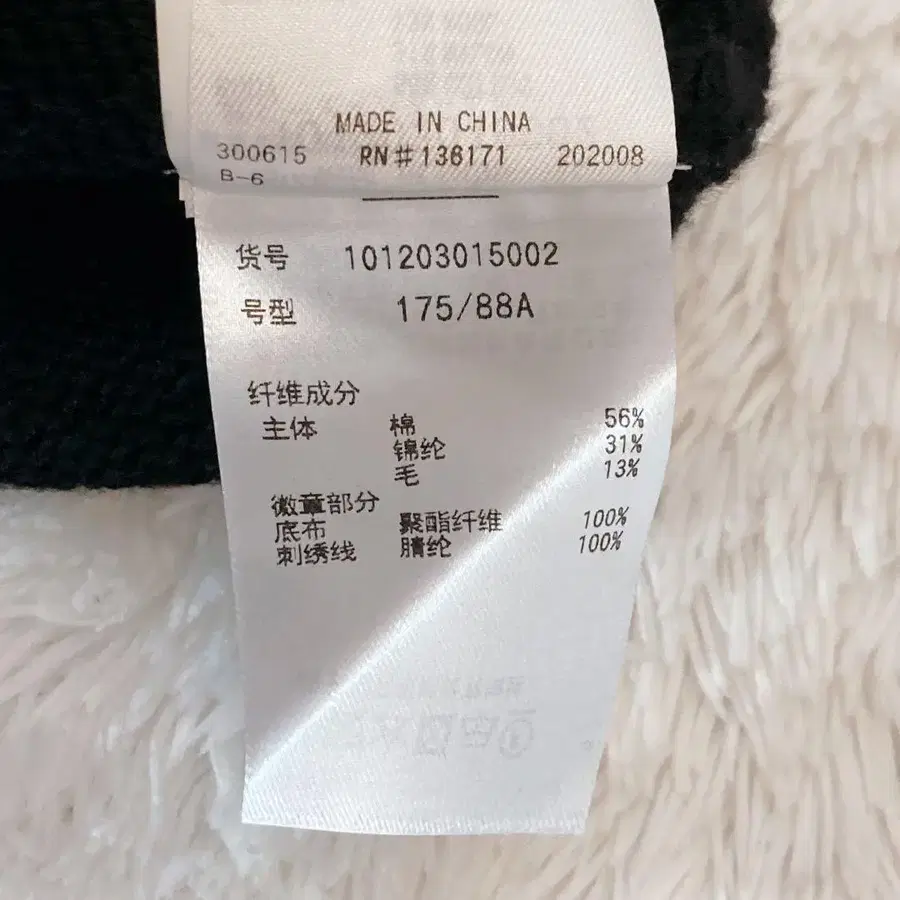 MADE IN CHINA
300615 RN#136171 202008
B-6
货号 101203015002
号型 175/88A
纤维成分
主体 棉 56%
锦纶 31%
毛 13%
徽章部分
底布 聚酯纤维 100%
刺绣线 腈纶 100%